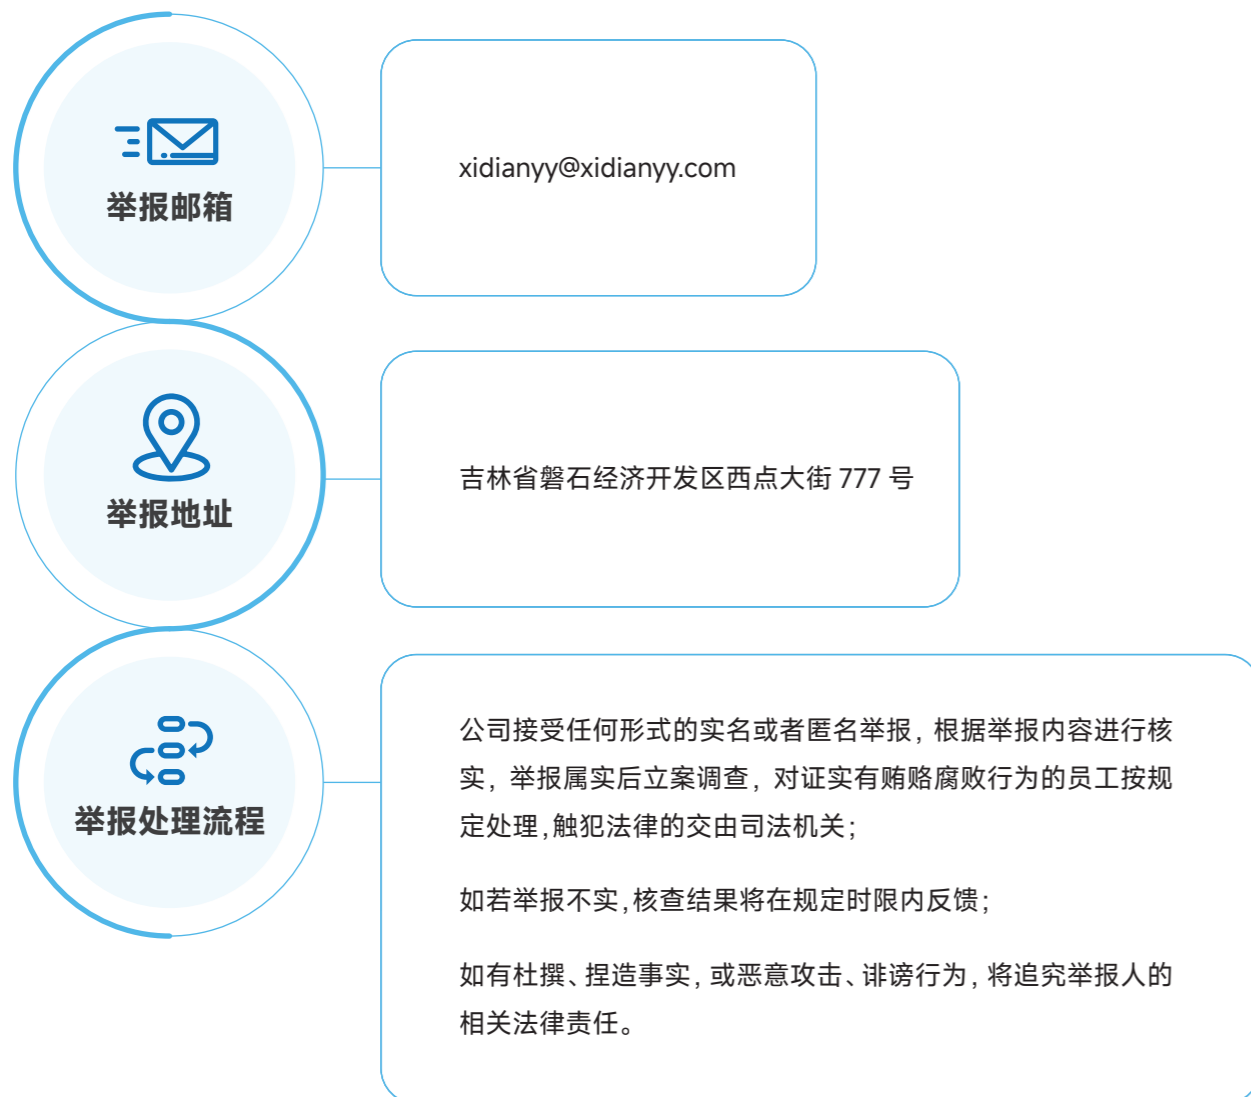 举报邮箱
xidianyy@xidianyy.com
举报地址
吉林省磐石经济开发区西点大街 777 号
举报处理流程
公司接受任何形式的实名或者匿名举报，根据举报内容进行核
实，举报属实后立案调查，对证实有贿赂腐败行为的员工按规
定处理，触犯法律的交由司法机关；
如若举报不实，核查结果将在规定时限内反馈；
如有杜撰、捏造事实，或恶意攻击、诽谤行为，将追究举报人的
相关法律责任。